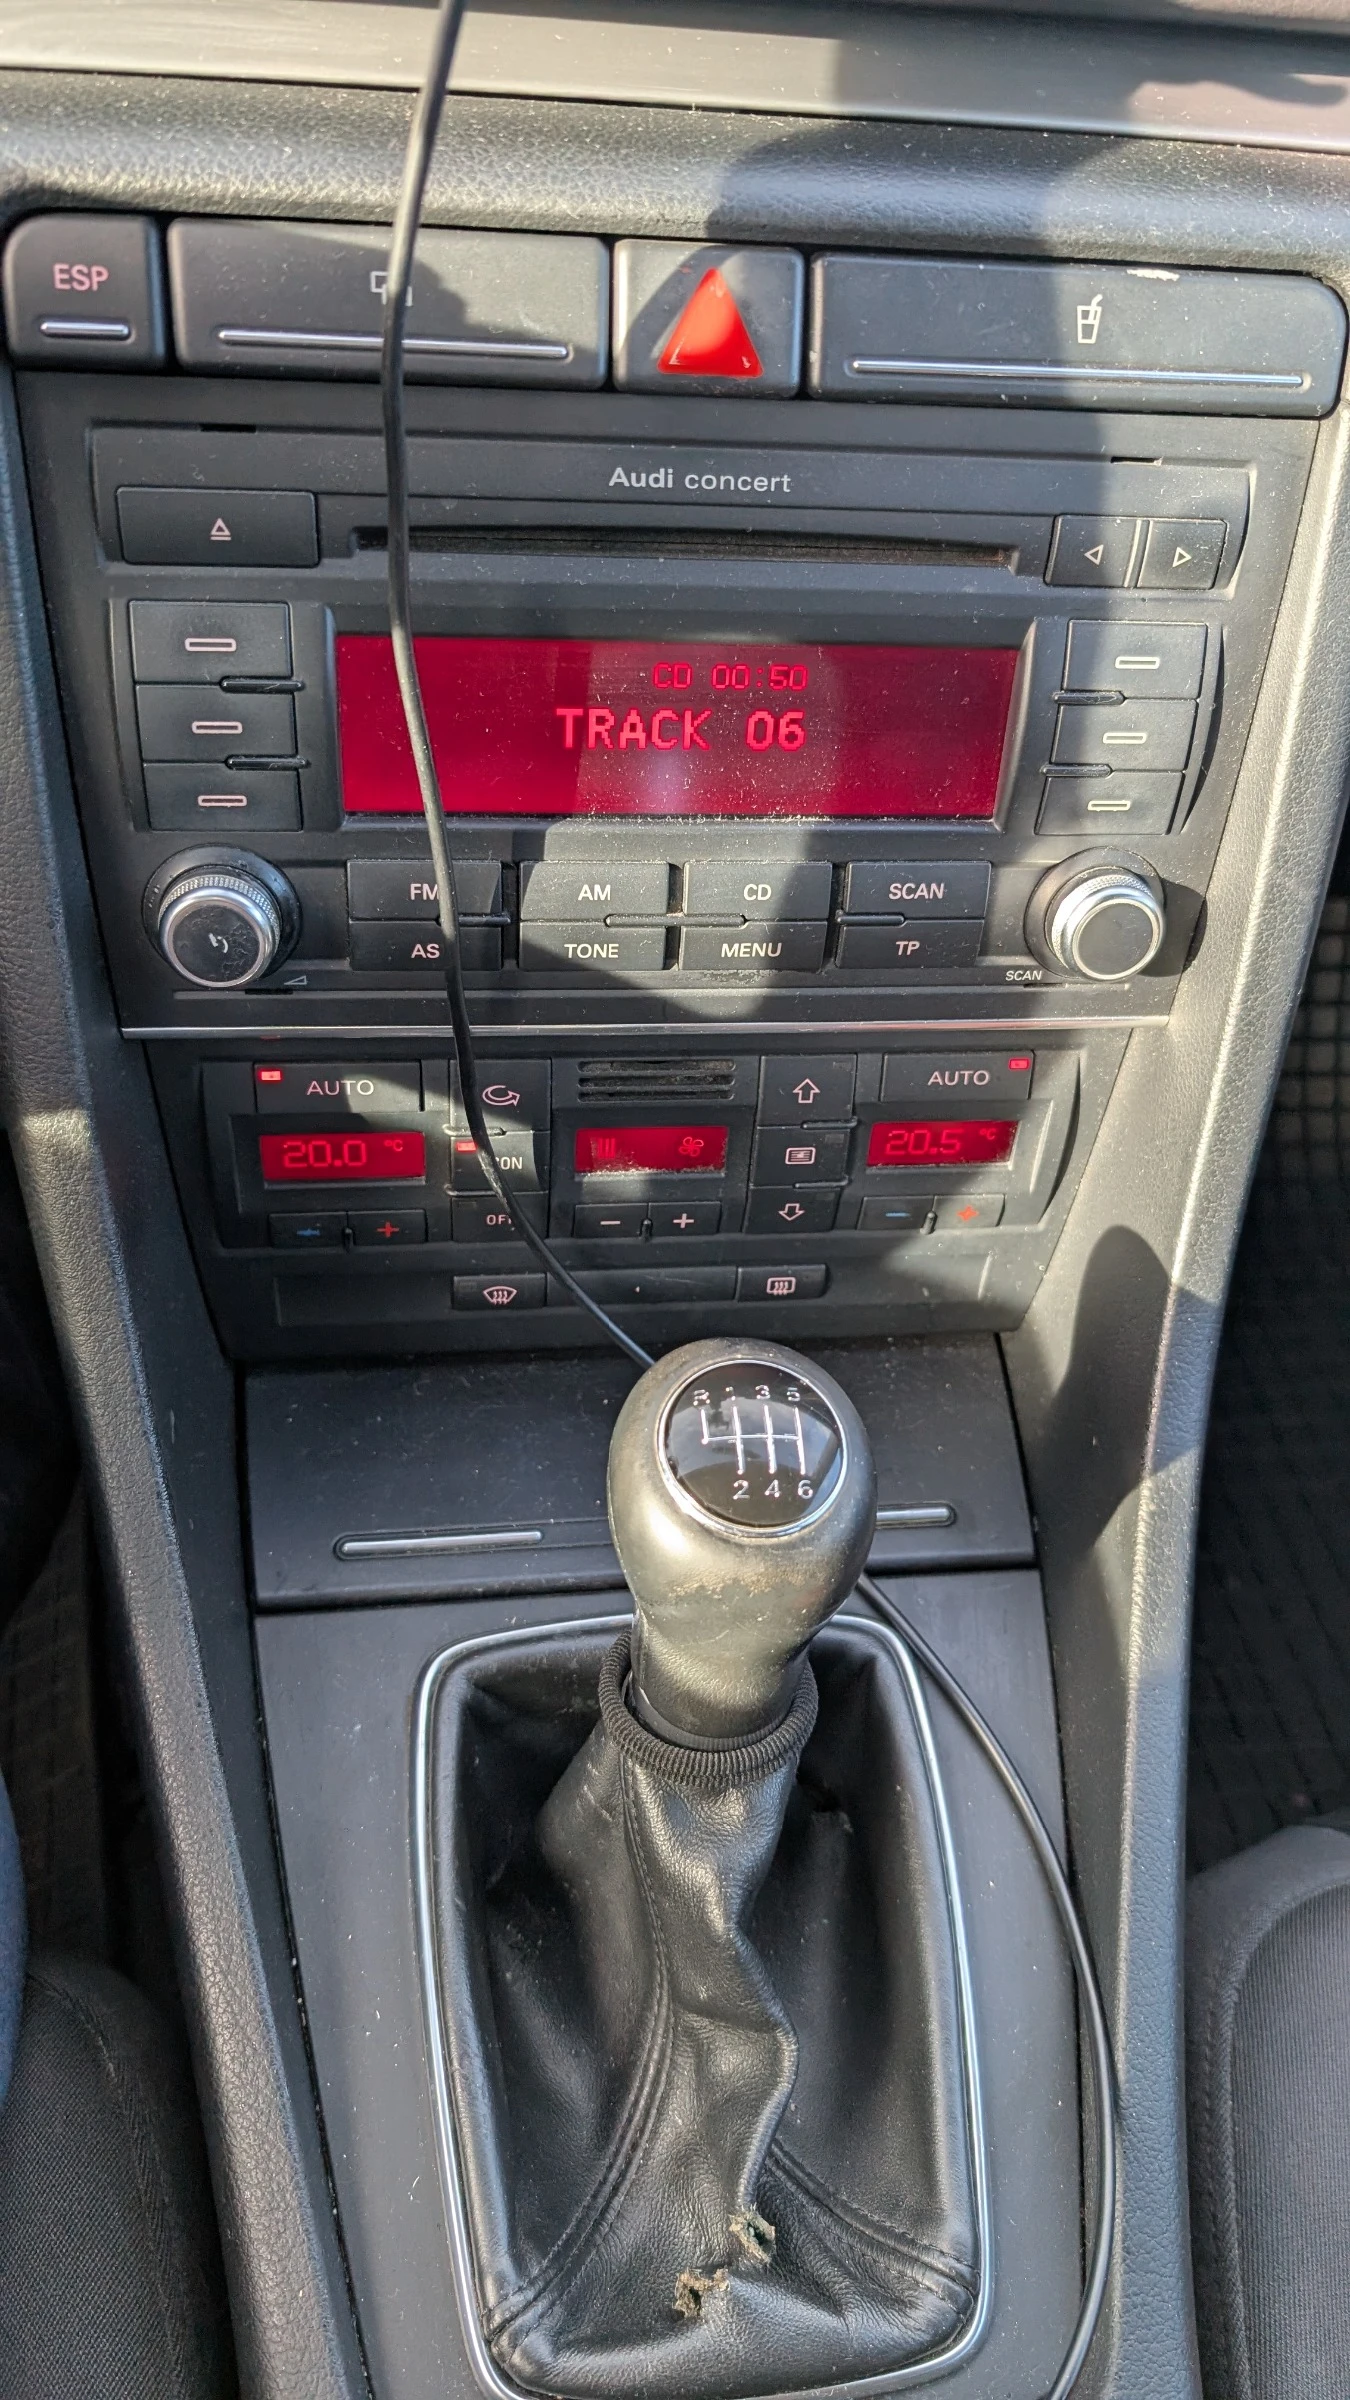 ESP
Audi concert
CD 00:50
TRACK 06
FM AM CD SCAN
AS TONE MENU TP
SCAN
AUTO AUTO
20.0 °C 20.5 °C
OFF
R 1 3 5
2 4 6